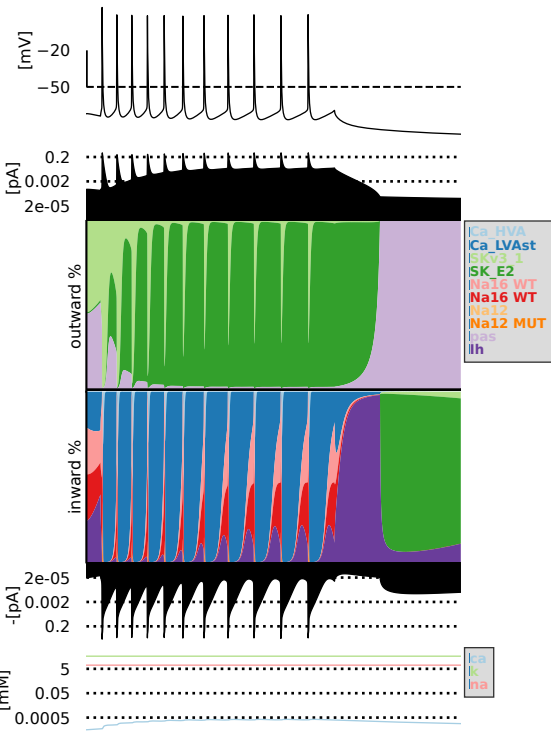 [mV]
−20
−50
[pA]
0.2
0.002
2e-05
outward %
Ca_HVA
Ca_LVAst
SKv3_1
SK_E2
Na16 WT
Na16 WT
Na12
Na12 MUT
pas
Ih
inward %
-[pA]
2e-05
0.002
0.2
[mM]
5
0.05
0.0005
ca
k
na